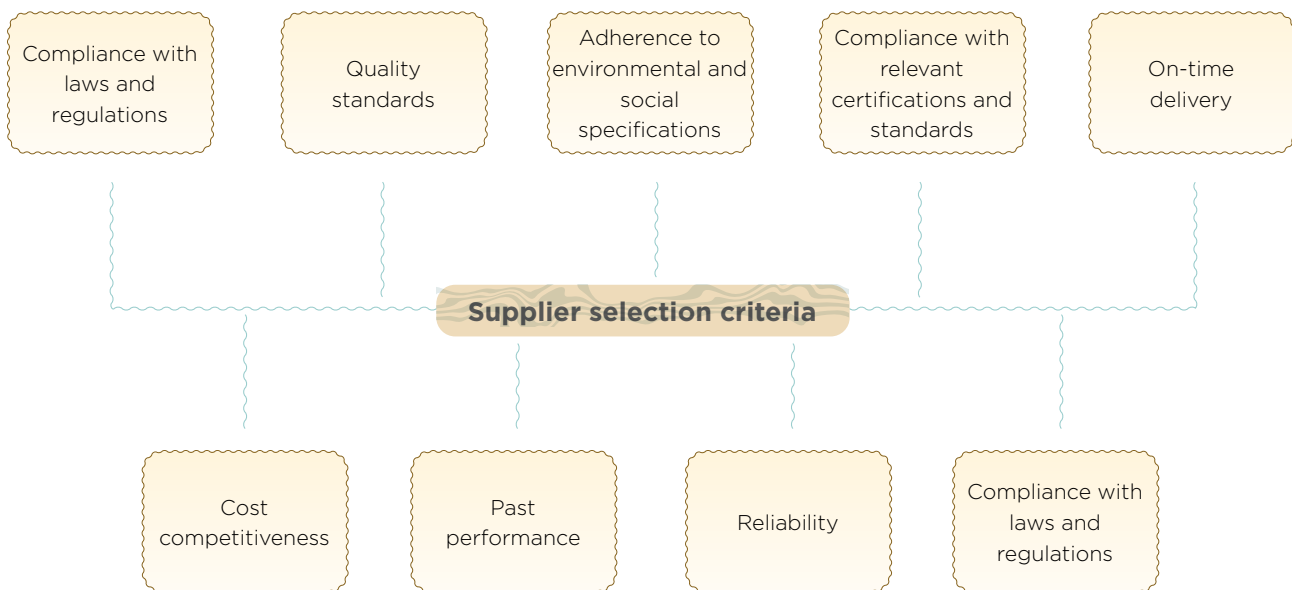 Compliance with
laws and
regulations
Quality
standards
Adherence to
environmental and
social
specifications
Compliance with
relevant
certifications and
standards
On-time
delivery
Supplier selection criteria
Cost
competitiveness
Past
performance
Reliability
Compliance with
laws and
regulations